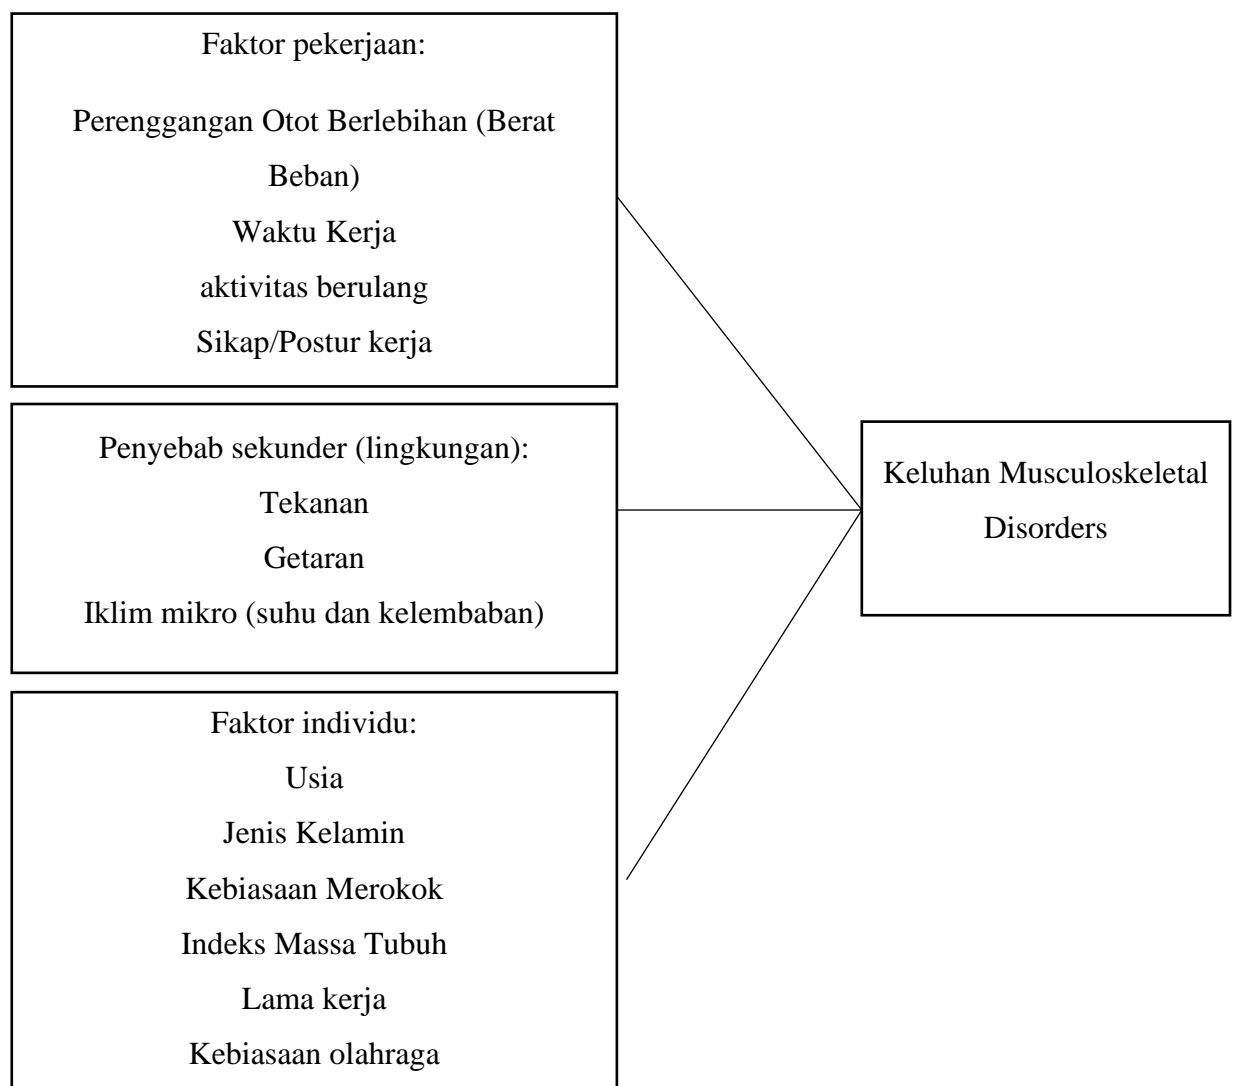 Faktor pekerjaan:
Perenggangan Otot Berlebihan (Berat
Beban)
Waktu Kerja
aktivitas berulang
Sikap/Postur kerja
Penyebab sekunder (lingkungan):
Tekanan
Getaran
Iklim mikro (suhu dan kelembaban)
Faktor individu:
Usia
Jenis Kelamin
Kebiasaan Merokok
Indeks Massa Tubuh
Lama kerja
Kebiasaan olahraga
Keluhan Musculoskeletal
Disorders